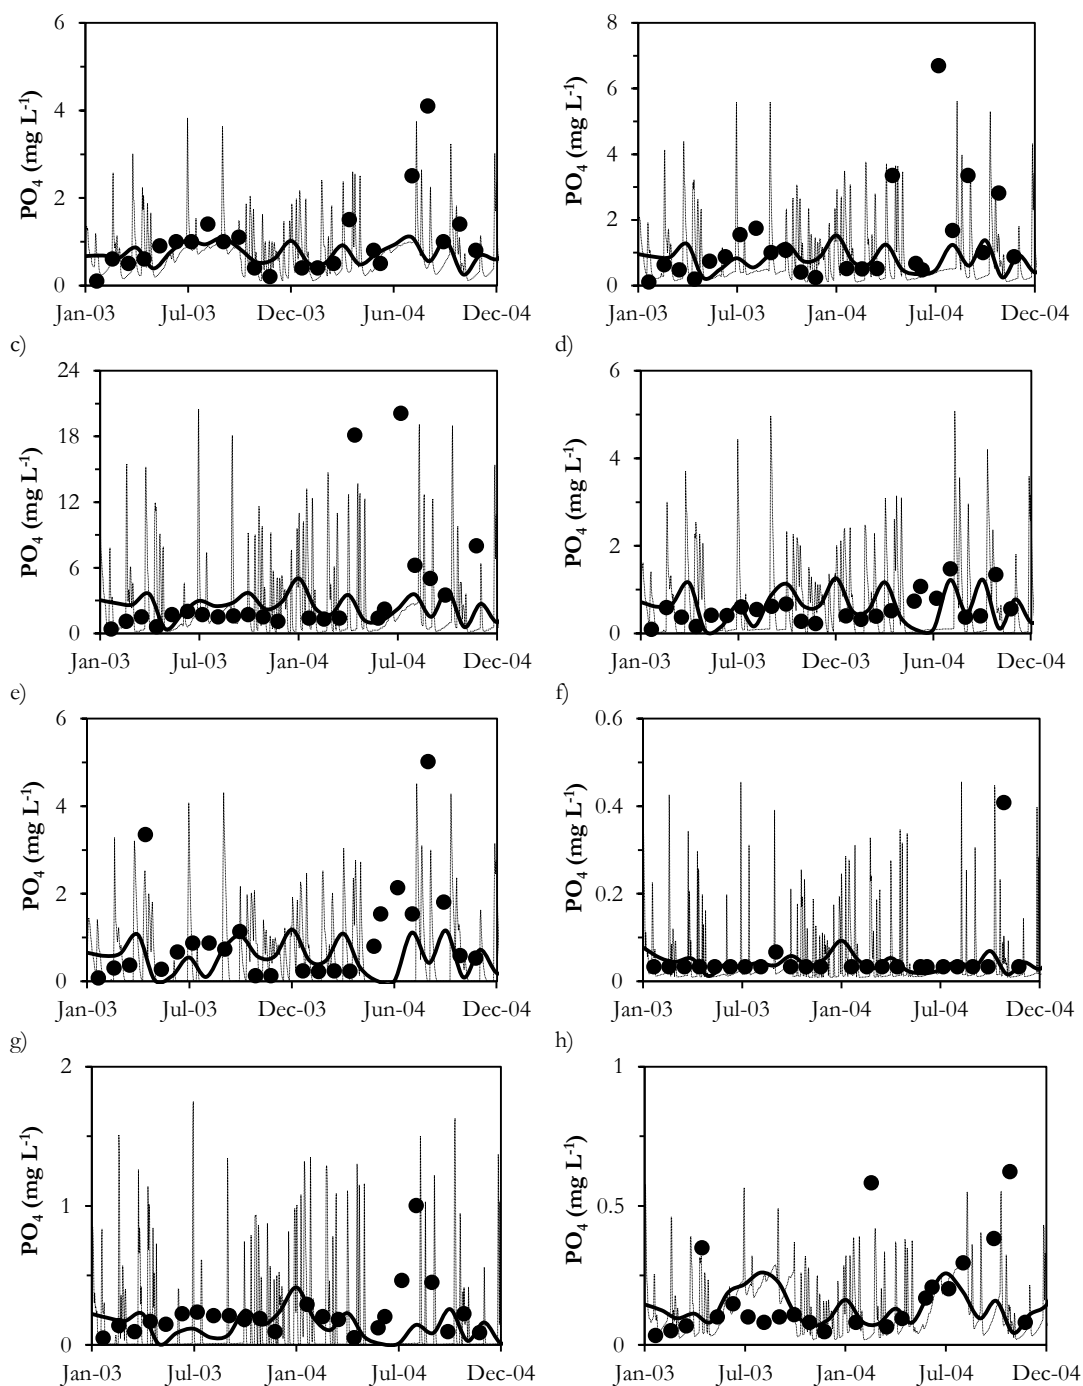 6
4
2
0
PO4 (mg L-1)
Jan-03 Jul-03 Dec-03 Jun-04 Dec-04
8
6
4
2
0
PO4 (mg L-1)
Jan-03 Jul-03 Jan-04 Jul-04 Dec-04
c)
d)
24
18
12
6
0
PO4 (mg L-1)
Jan-03 Jul-03 Jan-04 Jul-04 Dec-04
6
4
2
0
PO4 (mg L-1)
Jan-03 Jul-03 Dec-03 Jun-04 Dec-04
e)
f)
6
4
2
0
PO4 (mg L-1)
Jan-03 Jul-03 Dec-03 Jun-04 Dec-04
0.6
0.4
0.2
0
PO4 (mg L-1)
Jan-03 Jul-03 Jan-04 Jul-04 Dec-04
g)
h)
2
1
0
PO4 (mg L-1)
Jan-03 Jul-03 Jan-04 Jul-04 Dec-04
1
0.5
0
PO4 (mg L-1)
Jan-03 Jul-03 Jan-04 Jul-04 Dec-04